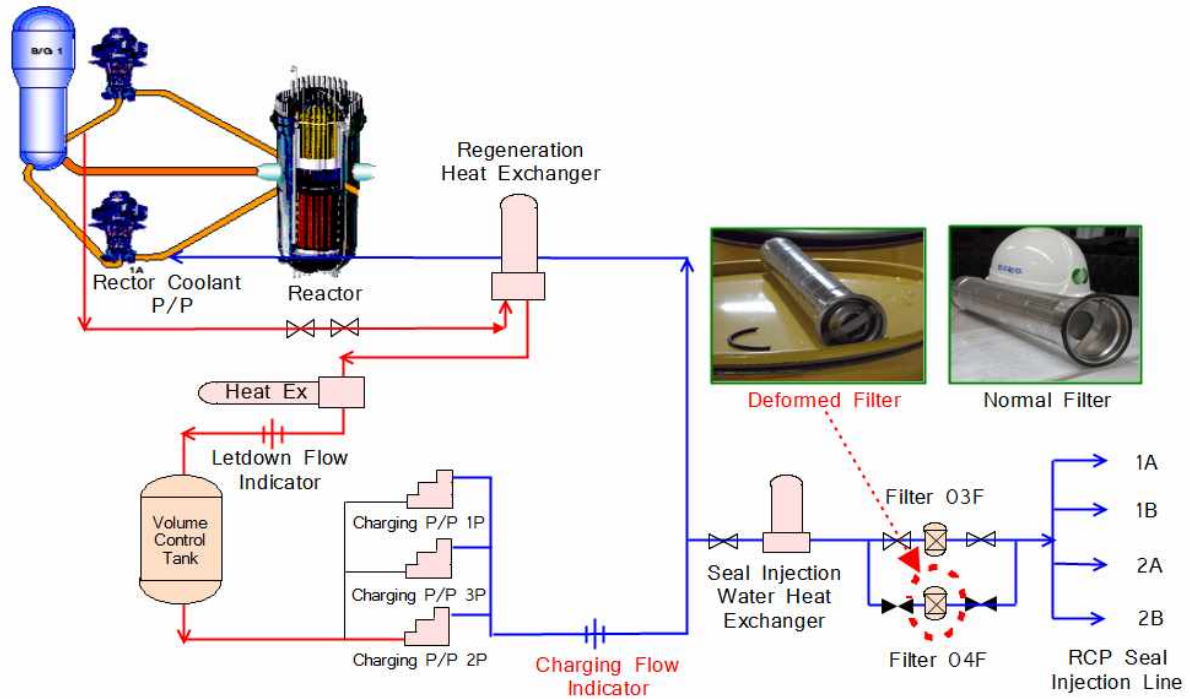 S/G 1
Regeneration
Heat Exchanger
1A
Rector Coolant
P/P
Reactor
Deformed Filter
Normal Filter
Heat Ex
Letdown Flow
Indicator
Volume
Control
Tank
Charging P/P 1P
Charging P/P 3P
Charging P/P 2P
Charging Flow
Indicator
Seal Injection
Water Heat
Exchanger
Filter 03F
Filter 04F
1A
1B
2A
2B
RCP Seal
Injection Line